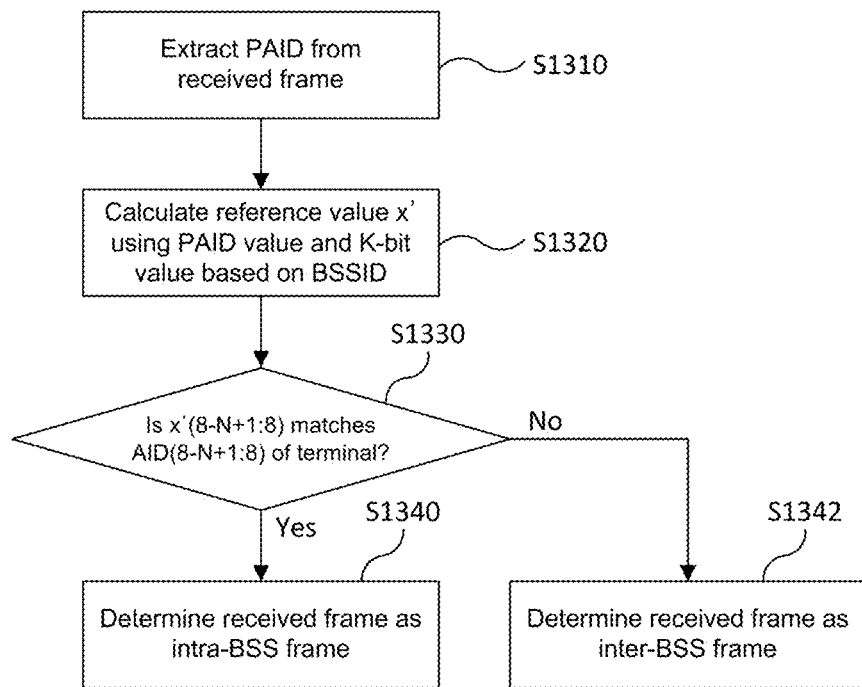 Extract PAID from
received frame
S1310
Calculate reference value x'
using PAID value and K-bit
value based on BSSID
S1320
S1330
Is x'(8-N+1:8) matches
AID(8-N+1:8) of terminal?
No
Yes
S1340
S1342
Determine received frame as
intra-BSS frame
Determine received frame as
inter-BSS frame